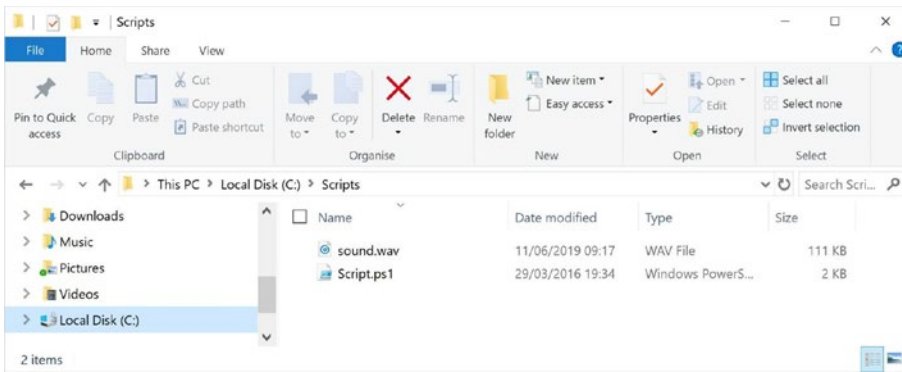 Scripts
File Home Share View
Pin to Quick access
Copy
Paste
Cut
Copy path
Paste shortcut
Clipboard
Move to
Copy to
Delete
Rename
Organise
New folder
New item
Easy access
New
Properties
Open
Edit
History
Open
Select all
Select none
Invert selection
Select
This PC > Local Disk (C:) > Scripts
Search Scri...
> Downloads
> Music
> Pictures
> Videos
> Local Disk (C:)
Name Date modified Type Size
sound.wav 11/06/2019 09:17 WAV File 111 KB
Script.ps1 29/03/2016 19:34 Windows PowerS... 2 KB
2 items